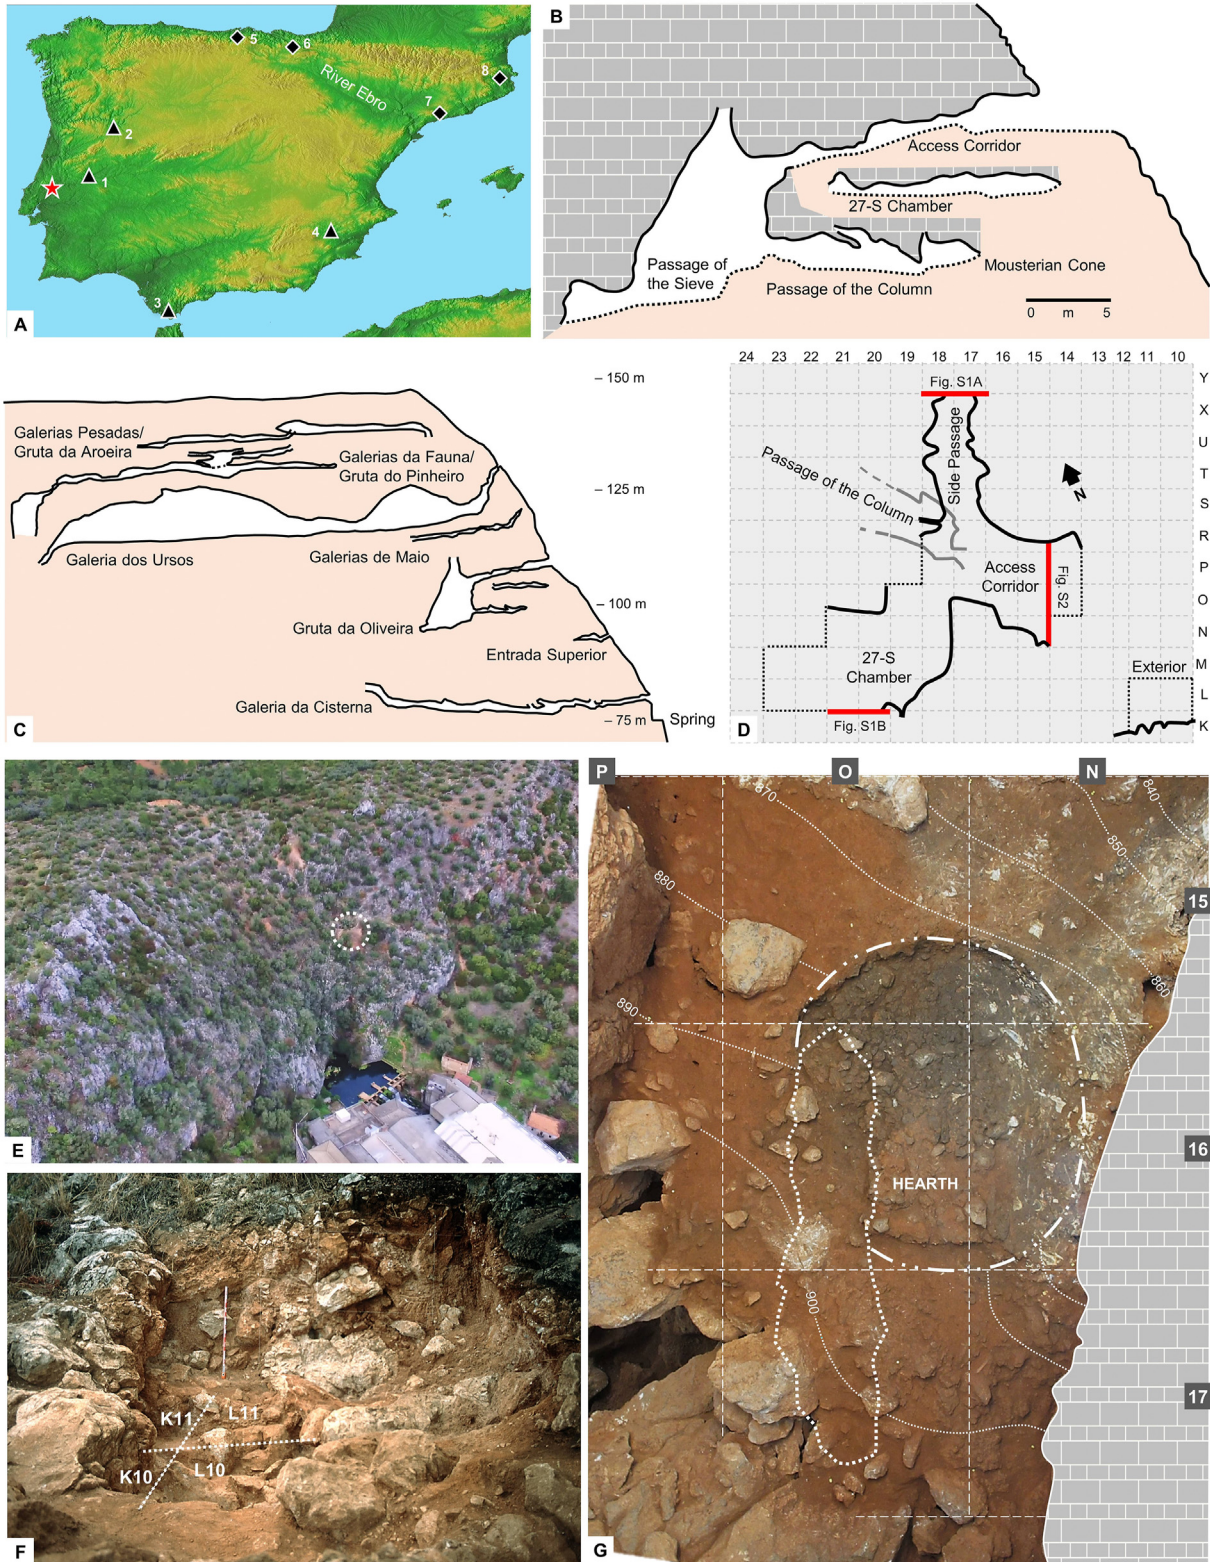 5
6
8
River Ebro
7
2
1
4
3
A
B
Access Corridor
27-S Chamber
Passage of
the Sieve
Mousterian Cone
Passage of the Column
0 m 5
– 150 m
Galerias Pesadas/
Gruta da Aroeira
Galerias da Fauna/
Gruta do Pinheiro
– 125 m
Galeria dos Ursos
Galerias de Maio
– 100 m
Gruta da Oliveira
Entrada Superior
Galeria da Cisterna
– 75 m
Spring
C
24 22 21 20 19 18 17 15 14 13 12 11 10
Fig. S1A
Y
X
U
T
S
R
P
O
N
M
L
K
Side Passage
Passage of the Column
N
Access
Corridor
Fig. S2
27-S
Chamber
Exterior
Fig. S1B
D
E
K11
L11
K10
L10
F
P
O
N
870
840
850
880
15
860
890
16
HEARTH
900
17
G